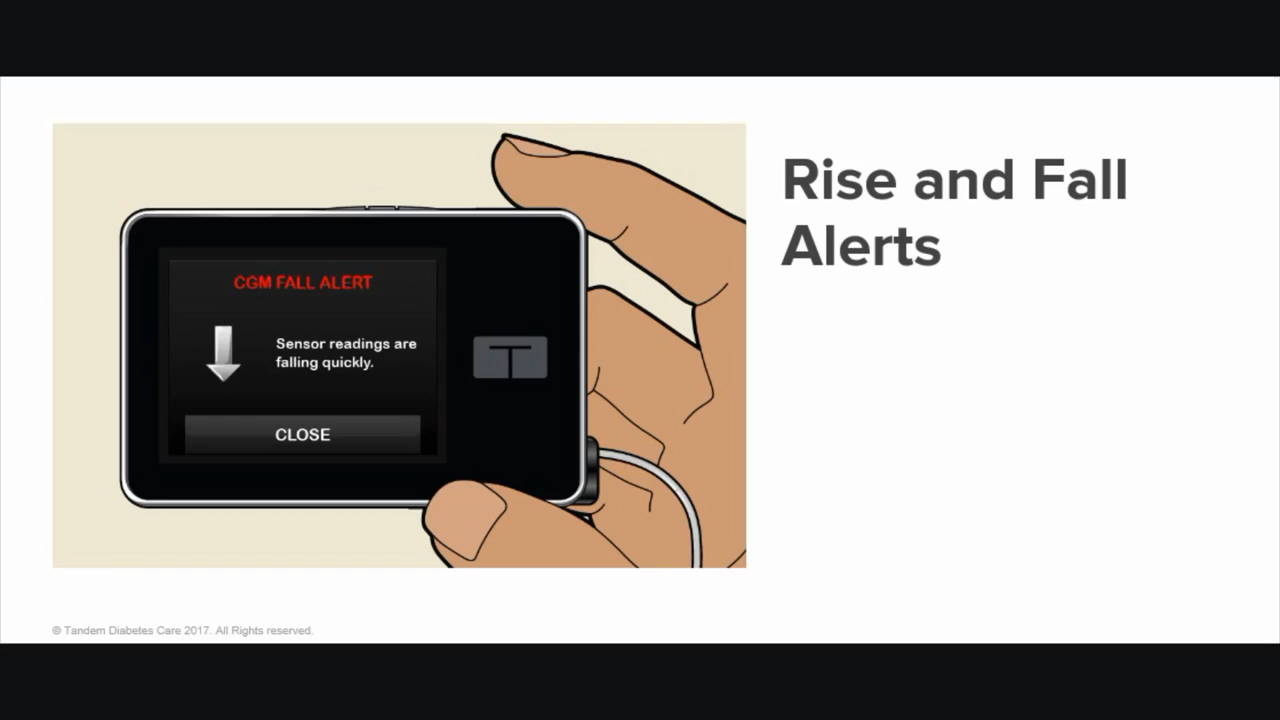 Rise and Fall
Alerts
CGM FALL ALERT
Sensor readings are
falling quickly.
CLOSE
© Tandem Diabetes Care 2017. All Rights reserved.